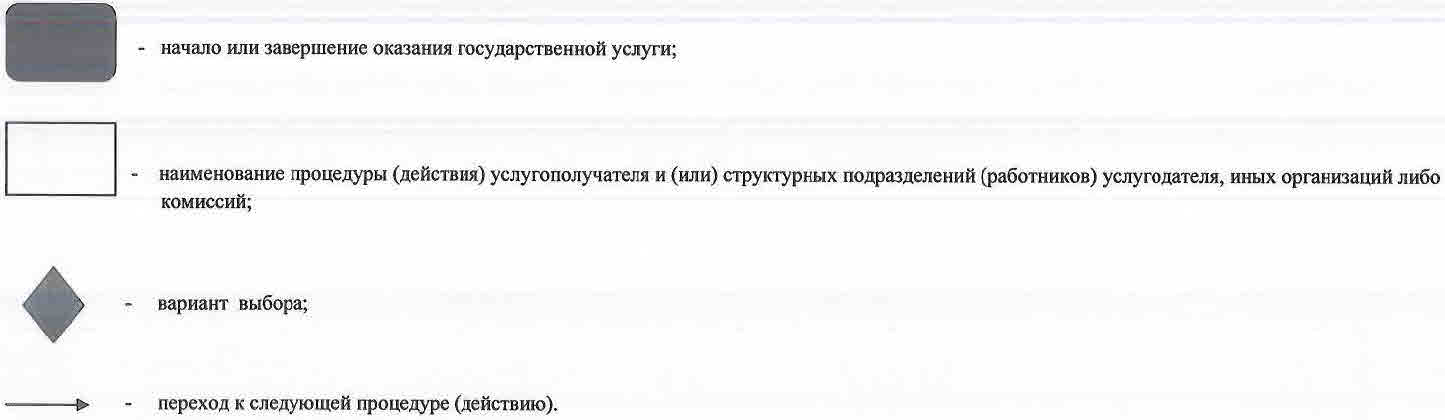 - начало или завершение оказания государственной услуги;
- наименование процедуры (действия) услугополучателя и (или) структурных подразделений (работников) услугодателя, иных организаций либо
комиссий;
- вариант выбора;
- переход к следующей процедуре (действию).